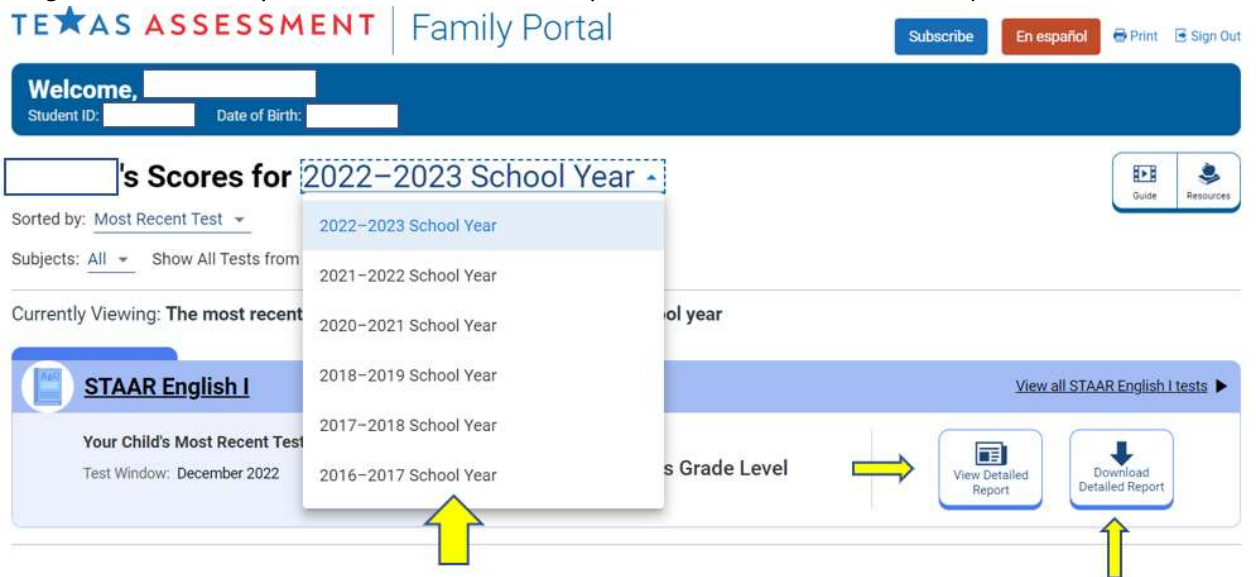 TEXAS ASSESSMENT Family Portal
Subscribe En español Print Sign Out
Welcome,
Student ID: Date of Birth:
's Scores for 2022–2023 School Year
Guide Resources
Sorted by: Most Recent Test
2022–2023 School Year
Subjects: All Show All Tests from
2021–2022 School Year
Currently Viewing: The most recent ol year
2020–2021 School Year
STAAR English I View all STAAR English I tests
2018–2019 School Year
Your Child's Most Recent Test
2017–2018 School Year
Test Window: December 2022
s Grade Level
2016–2017 School Year
View Detailed
Report
Download
Detailed Report